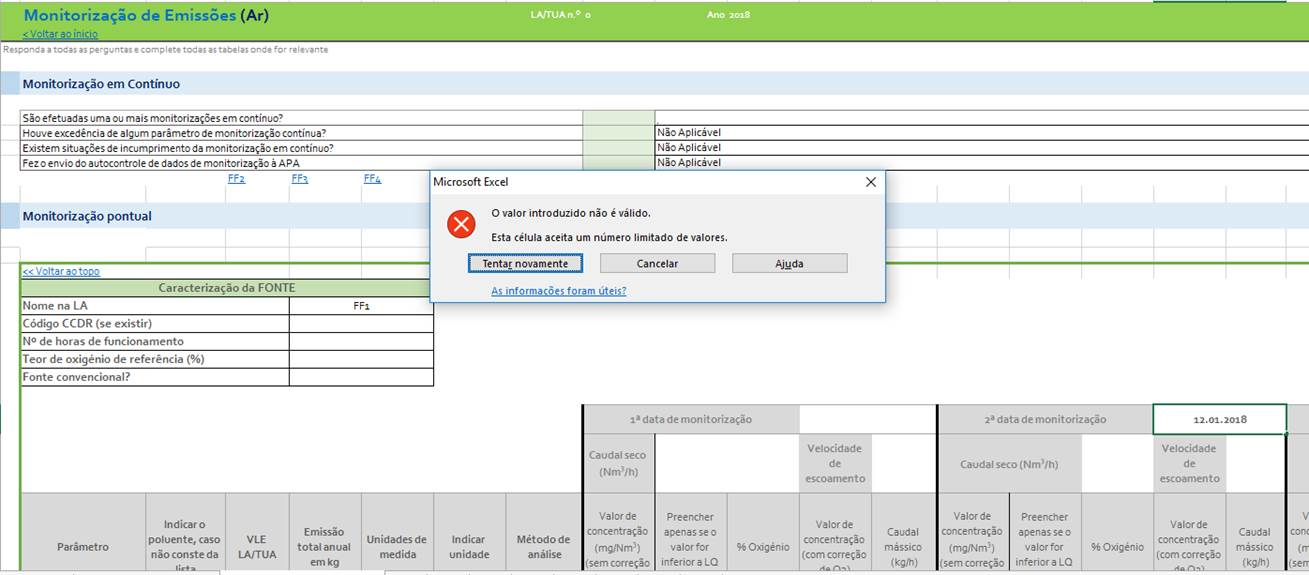 Monitorização de Emissões (Ar)
LA/TUA n.º 0
Ano 2018
< Voltar ao início
Responda a todas as perguntas e complete todas as tabelas onde for relevante
Monitorização em Contínuo
São efetuadas uma ou mais monitorizações em contínuo?
Houve excedência de algum parâmetro de monitorização contínua?
Não Aplicável
Existem situações de incumprimento da monitorização em contínuo?
Não Aplicável
Fez o envio do autocontrole de dados de monitorização à APA
Não Aplicável
FF2
FF3
FF4
Monitorização pontual
Microsoft Excel
O valor introduzido não é válido.
Esta célula aceita um número limitado de valores.
Tentar novamente
Cancelar
Ajuda
As informações foram úteis?
<< Voltar ao topo
Caracterização da FONTE
Nome na LA
FF1
Código CCDR (se existir)
Nº de horas de funcionamento
Teor de oxigénio de referência (%)
Fonte convencional?
1ª data de monitorização
2ª data de monitorização
12.01.2018
Caudal seco
(Nm³/h)
Velocidade
de
escoamento
Caudal seco (Nm³/h)
Velocidade
de
escoamento
Parâmetro
Indicar o
poluente, caso
não conste da
lista
VLE
LA/TUA
Emissão
total anual
em kg
Unidades de
medida
Indicar
unidade
Método de
análise
Valor de
concentração
(mg/Nm³)
(sem correção
Preencher
apenas se o
valor for
inferior a LQ
% Oxigénio
Valor de
concentração
(com correção
de O2)
Caudal
mássico
(kg/h)
Valor de
concentração
(mg/Nm³)
(sem correção
Preencher
apenas se o
valor for
inferior a LQ
% Oxigénio
Valor de
concentração
(com correção
de O2)
Caudal
mássico
(kg/h)